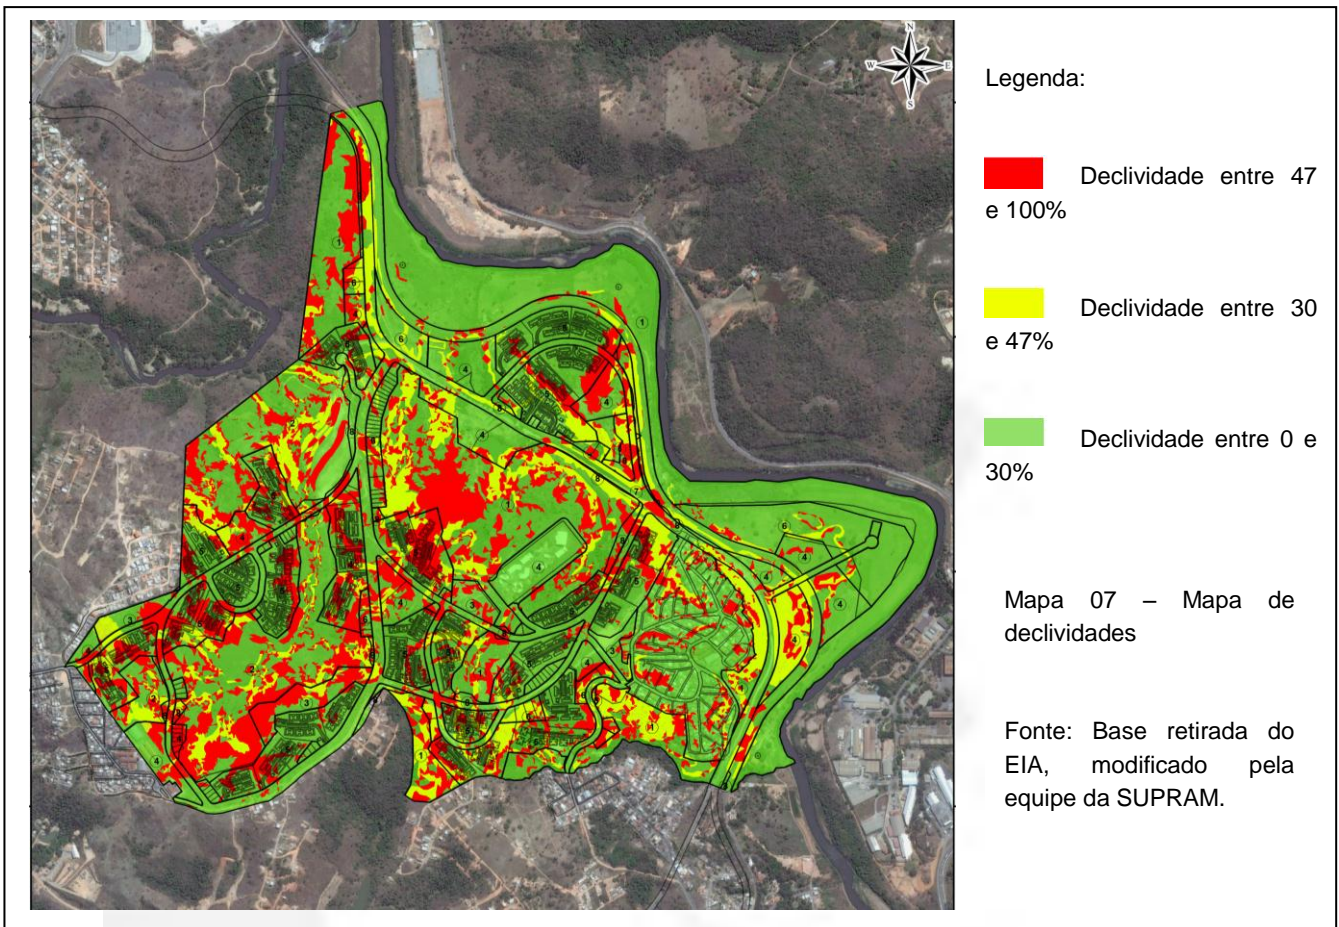 N
W E
S
Legenda:
Declividade entre 47
e 100%
Declividade entre 30
e 47%
Declividade entre 0 e
30%
Mapa 07 – Mapa de
declividades
Fonte: Base retirada do
EIA, modificado pela
equipe da SUPRAM.